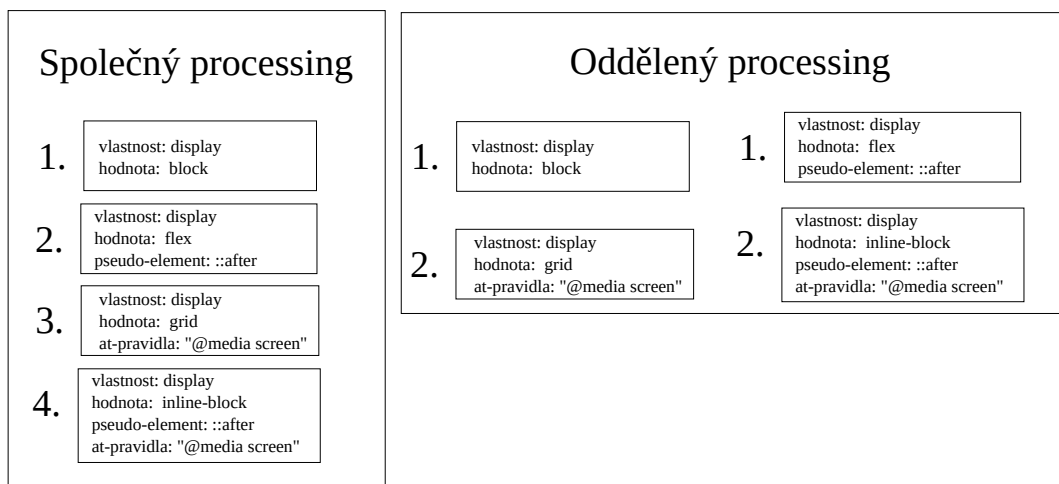 Společný processing
1.
vlastnost: display
hodnota: block
2.
vlastnost: display
hodnota: flex
pseudo-element: ::after
3.
vlastnost: display
hodnota: grid
at-pravidla: "@media screen"
4.
vlastnost: display
hodnota: inline-block
pseudo-element: ::after
at-pravidla: "@media screen"
Oddělený processing
1.
vlastnost: display
hodnota: block
2.
vlastnost: display
hodnota: grid
at-pravidla: "@media screen"
1.
vlastnost: display
hodnota: flex
pseudo-element: ::after
2.
vlastnost: display
hodnota: inline-block
pseudo-element: ::after
at-pravidla: "@media screen"